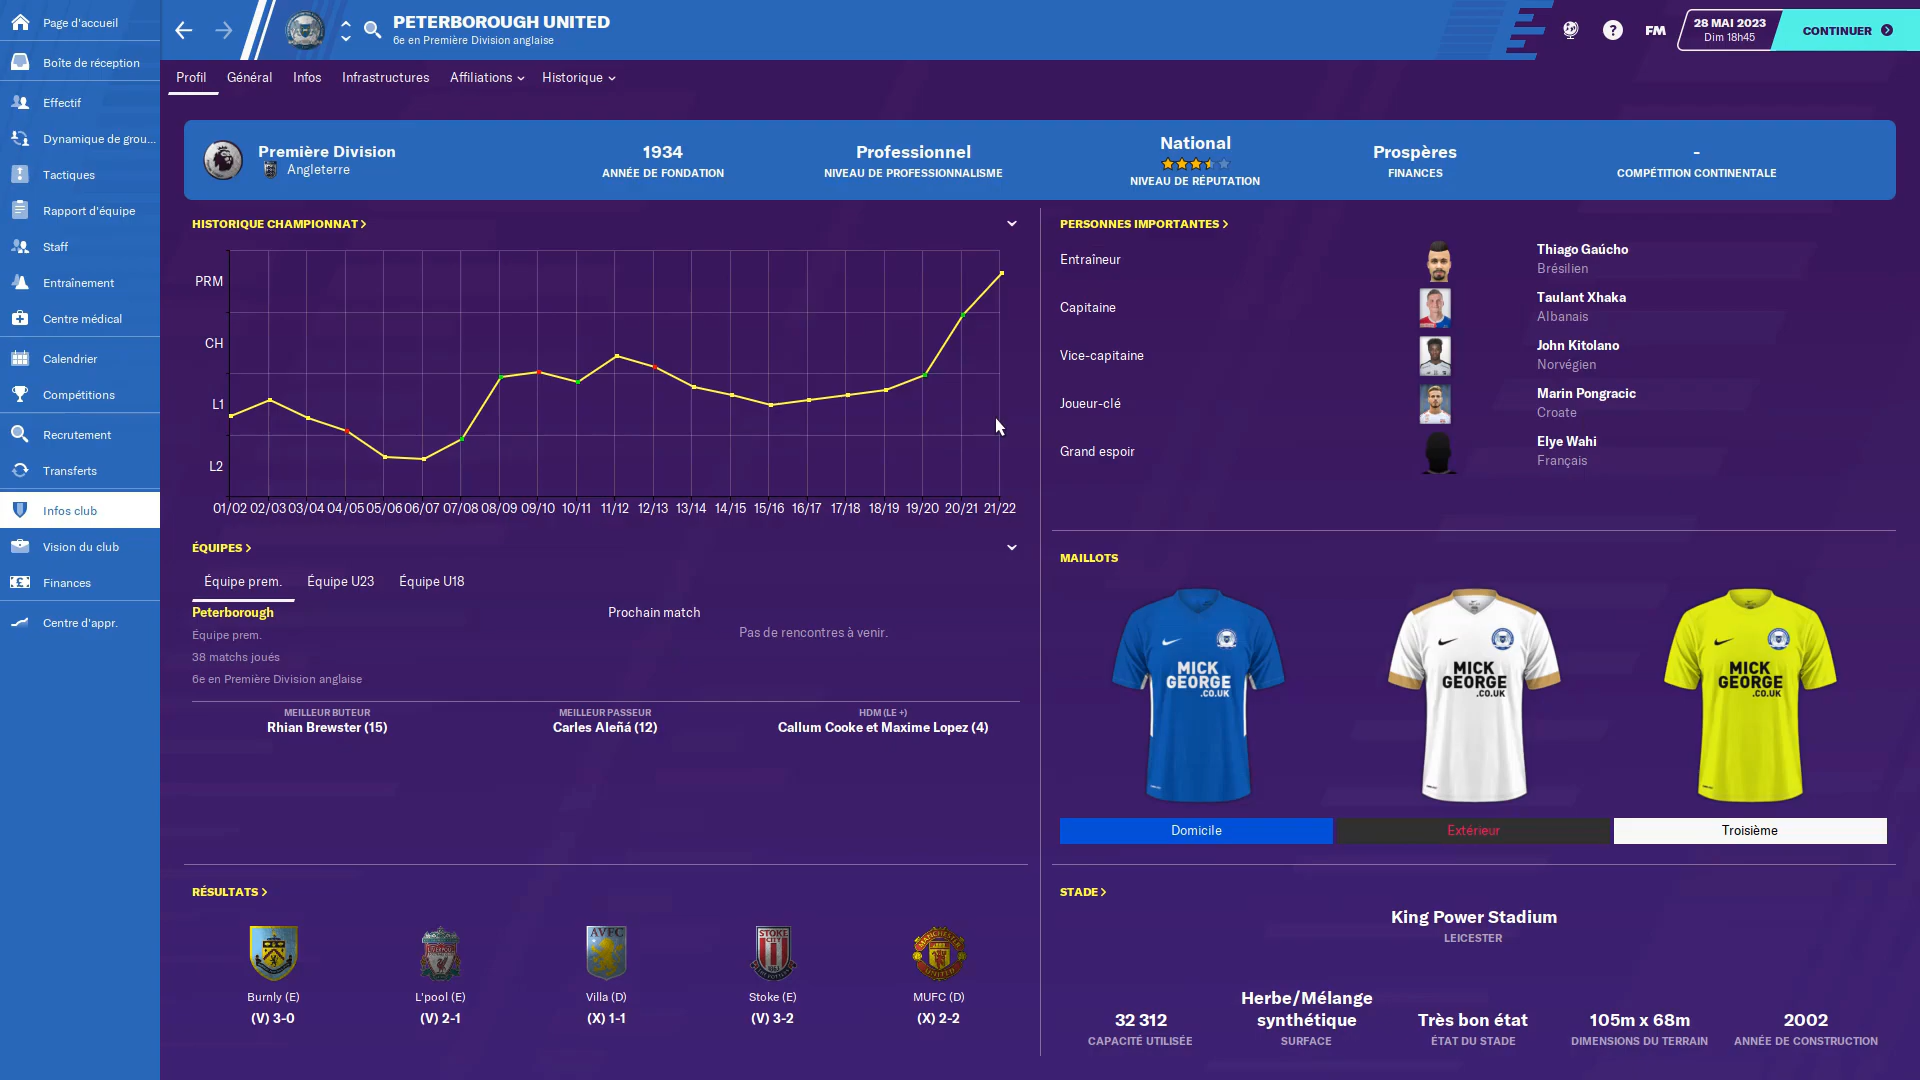 Page d'accueil
Boîte de réception
Effectif
Dynamique de grou...
Tactiques
Rapport d'équipe
Staff
Entraînement
Centre médical
Calendrier
Compétitions
Recrutement
Transferts
Infos club
Vision du club
Finances
Centre d'appr.
PETERBOROUGH UNITED
6e en Première Division anglaise
FM
28 MAI 2023
Dim 18h45
CONTINUER
Profil Général Infos Infrastructures Affiliations Historique
Première Division
Angleterre
1934
ANNÉE DE FONDATION
Professionnel
NIVEAU DE PROFESSIONNALISME
National
NIVEAU DE RÉPUTATION
Prospères
FINANCES
-
COMPÉTITION CONTINENTALE
HISTORIQUE CHAMPIONNAT >
PRM
CH
L1
L2
01/02 02/03 03/04 04/05 05/06 06/07 07/08 08/09 09/10 10/11 11/12 12/13 13/14 14/15 15/16 16/17 17/18 18/19 19/20 20/21 21/22
ÉQUIPES >
Équipe prem. Équipe U23 Équipe U18
Peterborough
Équipe prem.
38 matchs joués
6e en Première Division anglaise
Prochain match
Pas de rencontres à venir.
MEILLEUR BUTEUR
Rhian Brewster (15)
MEILLEUR PASSEUR
Carles Aleñá (12)
HDM (LE +)
Callum Cooke et Maxime Lopez (4)
RÉSULTATS >
Burnly (E)
(V) 3-0
L'pool (E)
(V) 2-1
AVFC
Villa (D)
(X) 1-1
STOKE
CITY
Stoke (E)
(V) 3-2
MANCHESTER
UNITED
MUFC (D)
(X) 2-2
PERSONNES IMPORTANTES >
Entraîneur
Thiago Gaúcho
Brésilien
Capitaine
Taulant Xhaka
Albanais
Vice-capitaine
John Kitolano
Norvégien
Joueur-clé
Marin Pongracic
Croate
Grand espoir
Elye Wahi
Français
MAILLOTS
MICK
GEORGE
.CO.UK
MICK
GEORGE
.CO.UK
MICK
GEORGE
.CO.UK
Domicile
Extérieur
Troisième
STADE >
King Power Stadium
LEICESTER
32 312
CAPACITÉ UTILISÉE
Herbe/Mélange
synthétique
SURFACE
Très bon état
ÉTAT DU STADE
105m x 68m
DIMENSIONS DU TERRAIN
2002
ANNÉE DE CONSTRUCTION